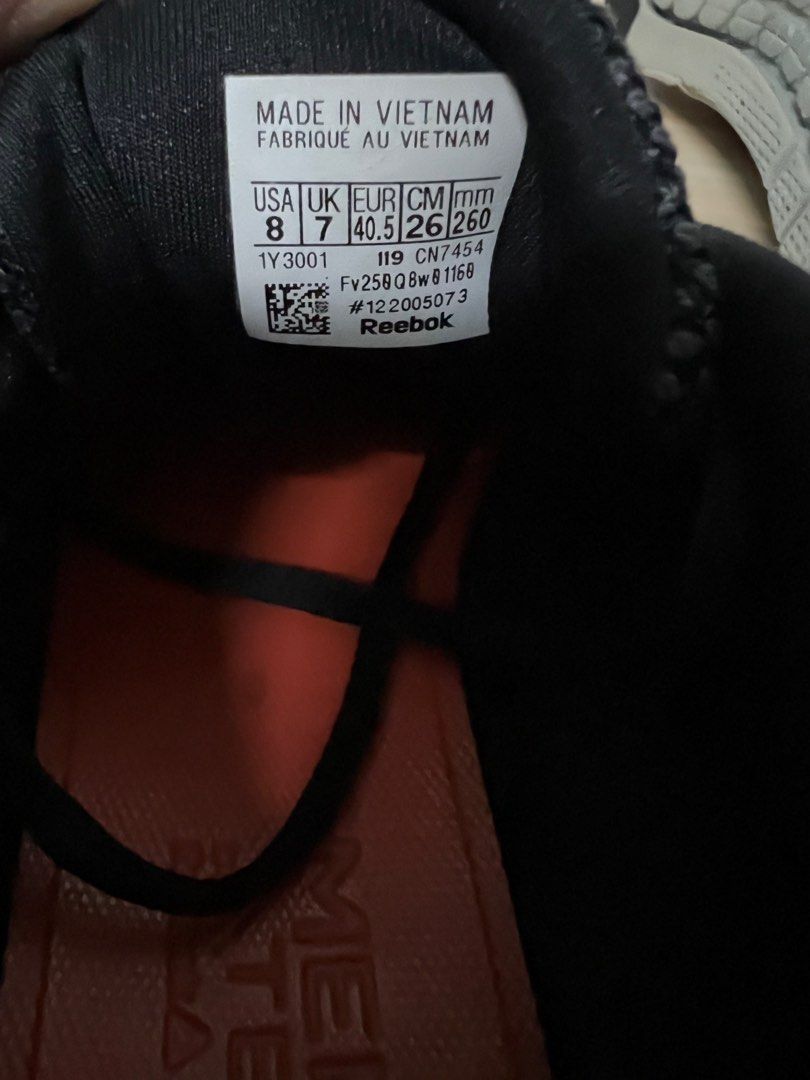 MADE IN VIETNAM
FABRIQUÉ AU VIETNAM
USA UK EUR CM mm
8 7 40.5 26 260
1Y3001 119 CN7454
Fv250Q8w01160
#122005073
Reebok